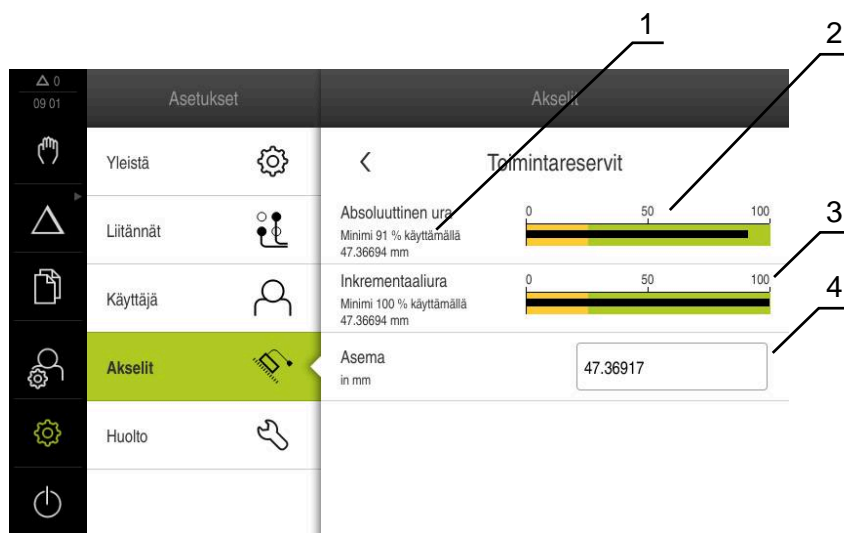 1
2
△ 0
09 01
Asetukset
Akselit
Yleistä
Toimintareservit
Absoluuttinen ura
Minimi 91 % käyttämällä
47.36694 mm
0 50 100
3
Liitännät
Inkrementaaliura
Minimi 100 % käyttämällä
47.36694 mm
0 50 100
4
Käyttäjä
Akselit
Asema
in mm
47.36917
Huolto